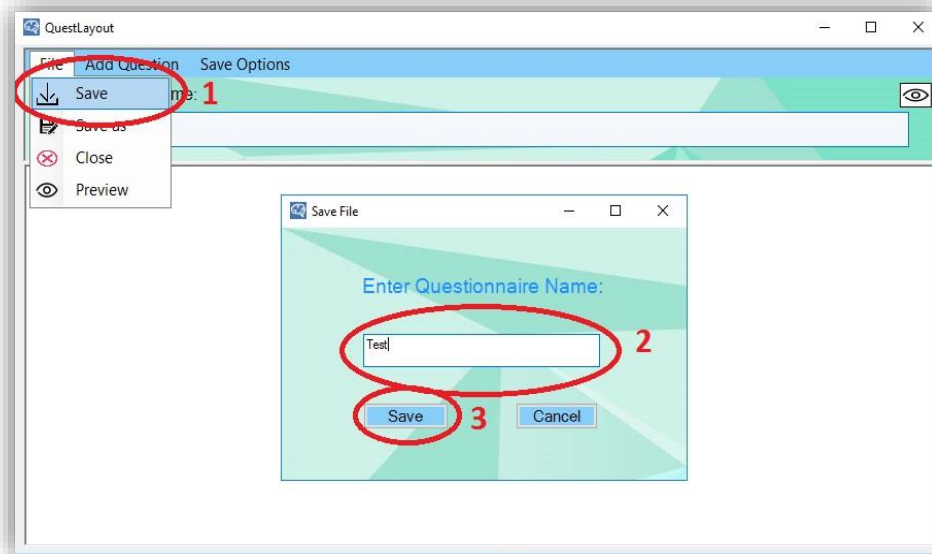 QuestLayout
File Add Question Save Options
Save me: 1
Save as
Close
Preview
Save File
Enter Questionnaire Name:
Test 2
Save 3 Cancel